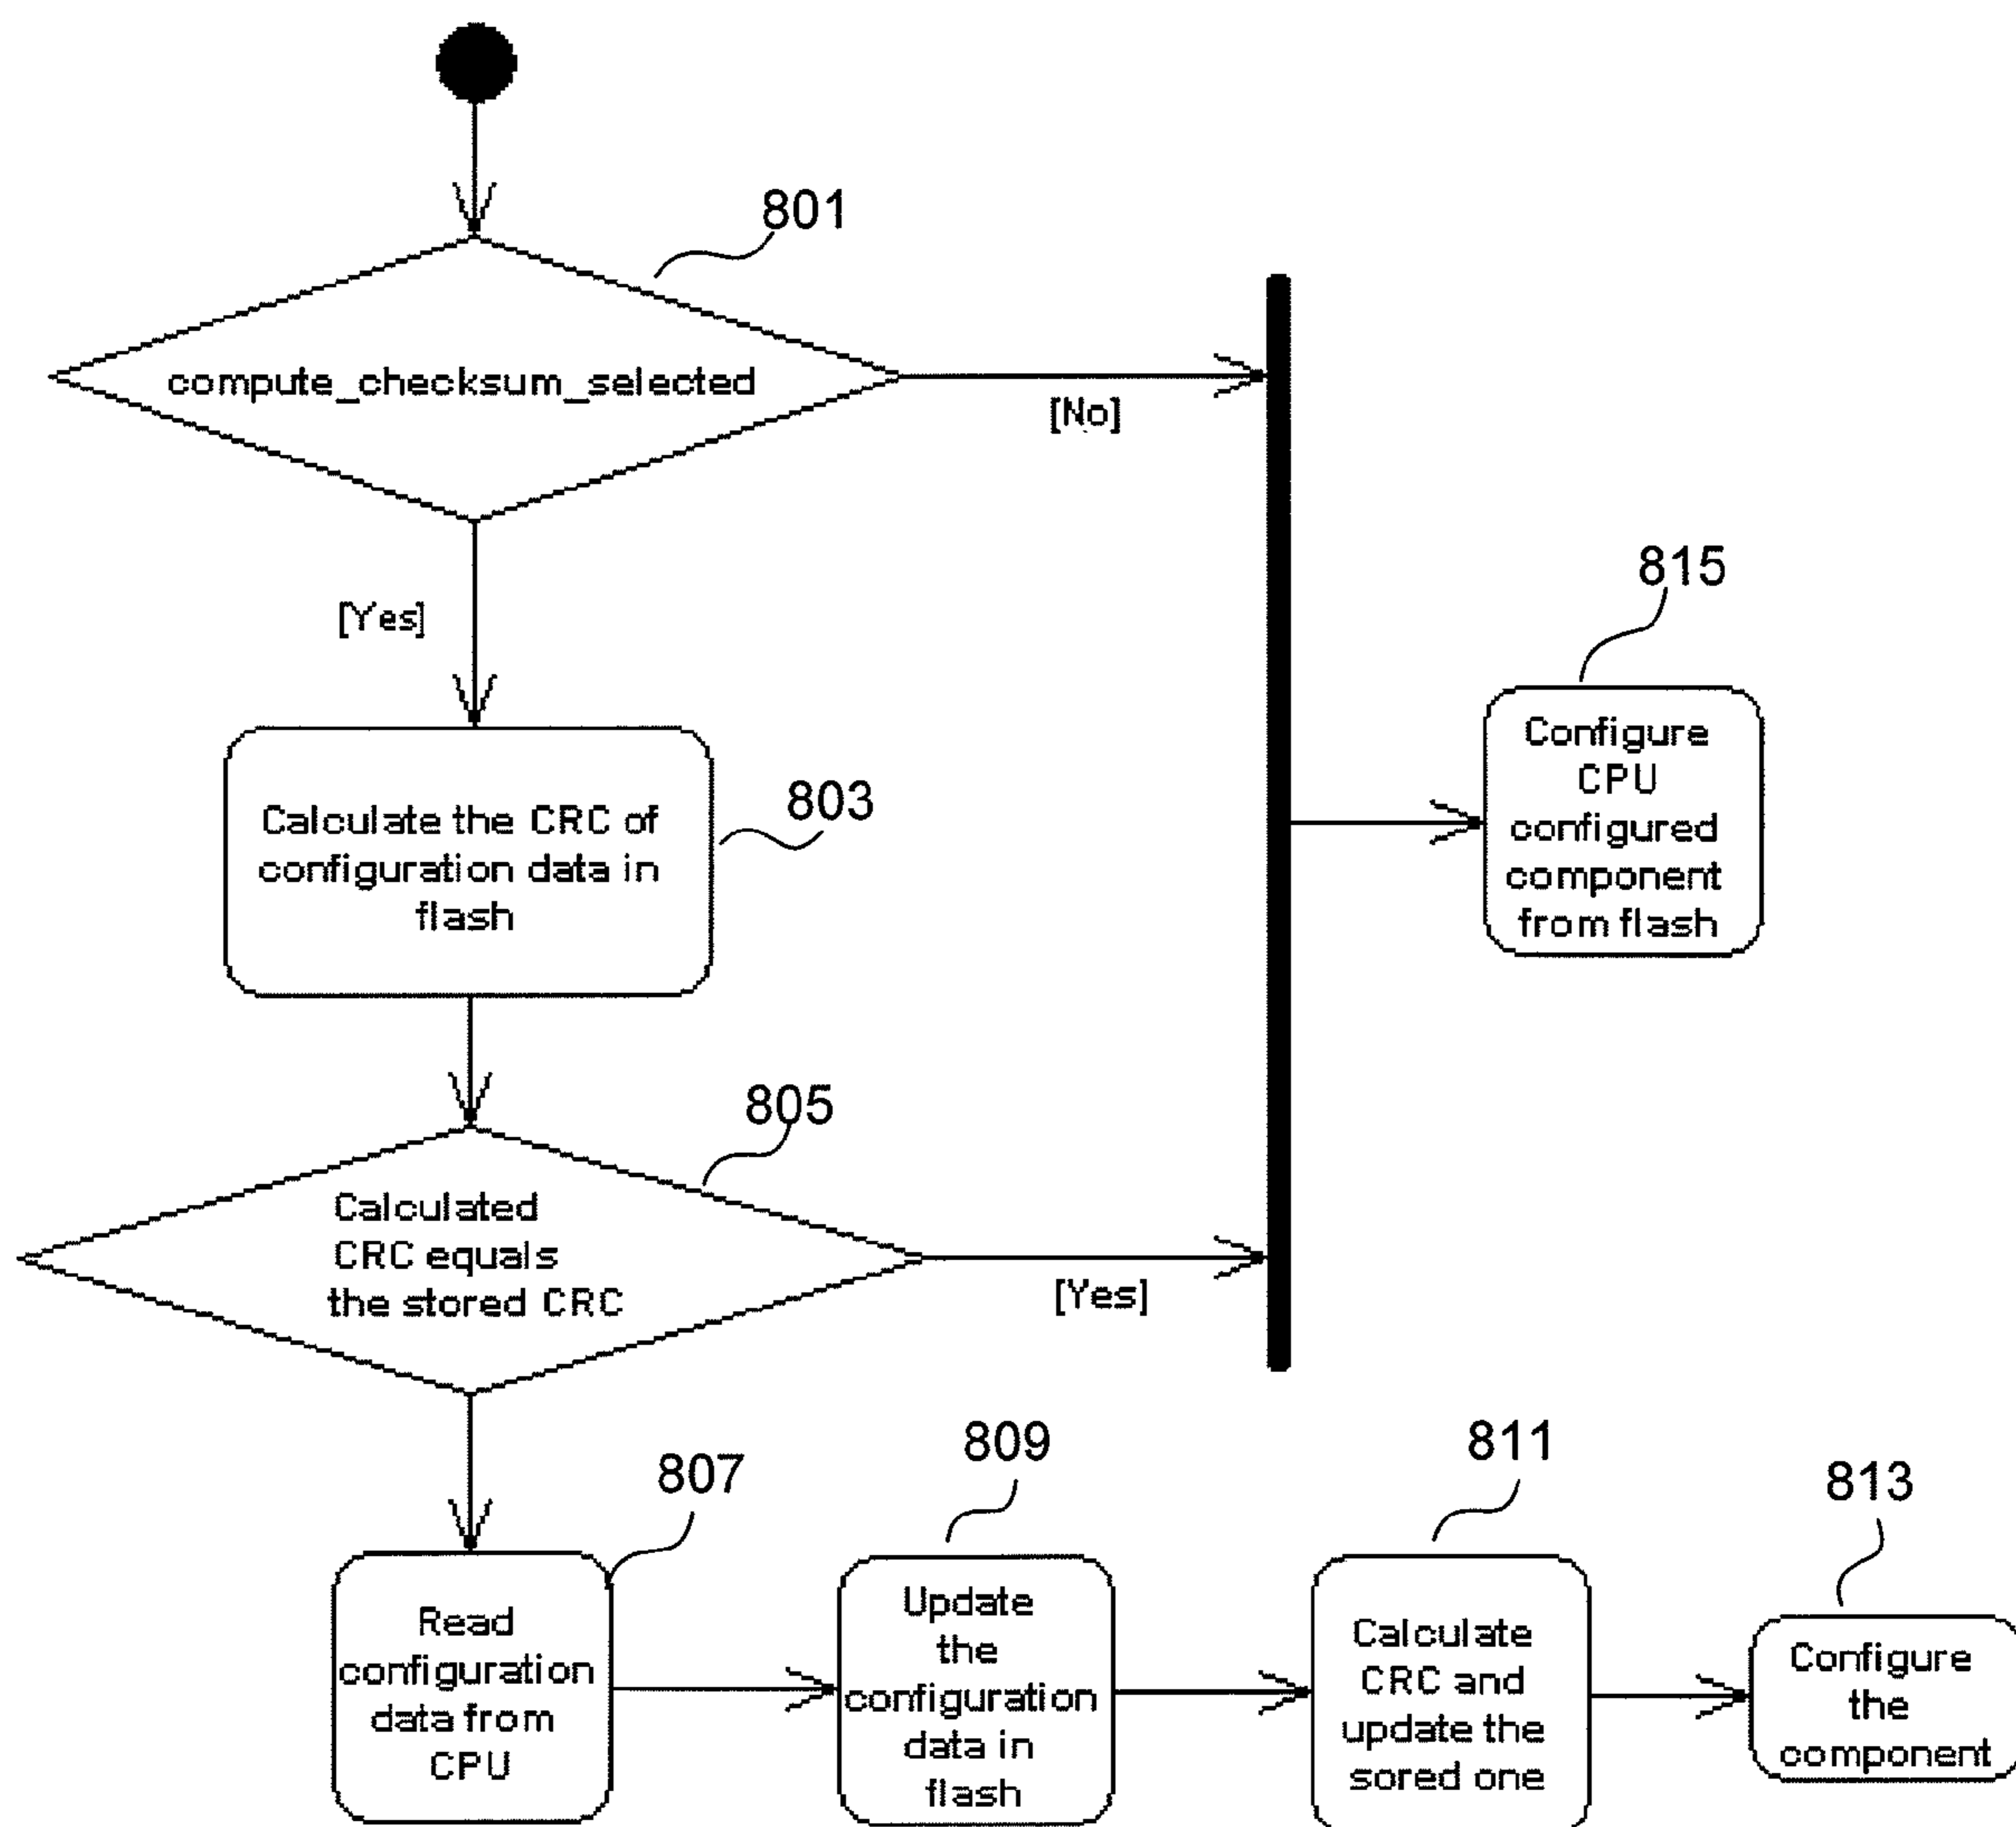 801
compute_checksum_selected
[No]
[Yes]
815
Configure
CPU
configured
component
from flash
803
Calculate the CRC of
configuration data in
flash
805
Calculated
CRC equals
the stored CRC
[Yes]
807
Read
configuration
data from
CPU
809
Update
the
configuration
data in
flash
811
Calculate
CRC and
update the
sored one
813
Configure
the
component